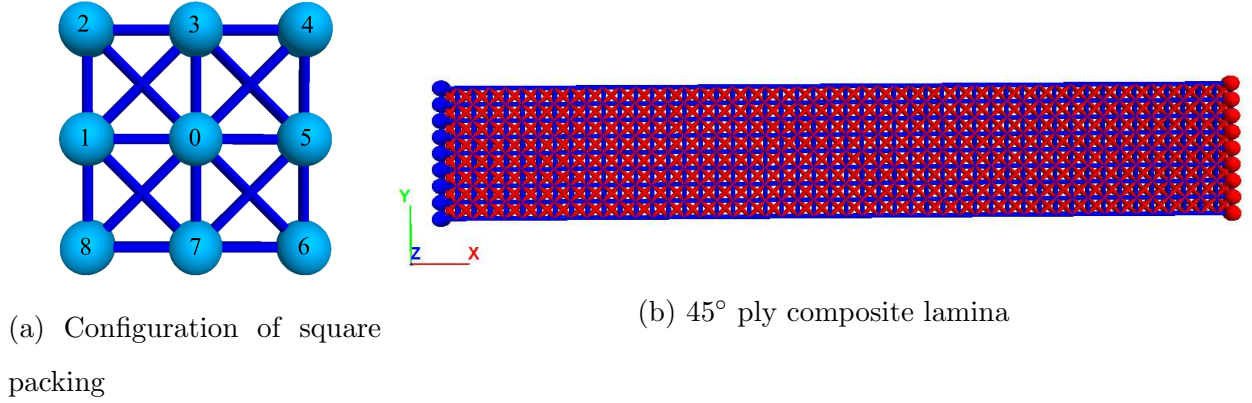 2 3 4
1 0 5
8 7 6
Y
Z X
(a) Configuration of square
packing
(b) 45° ply composite lamina